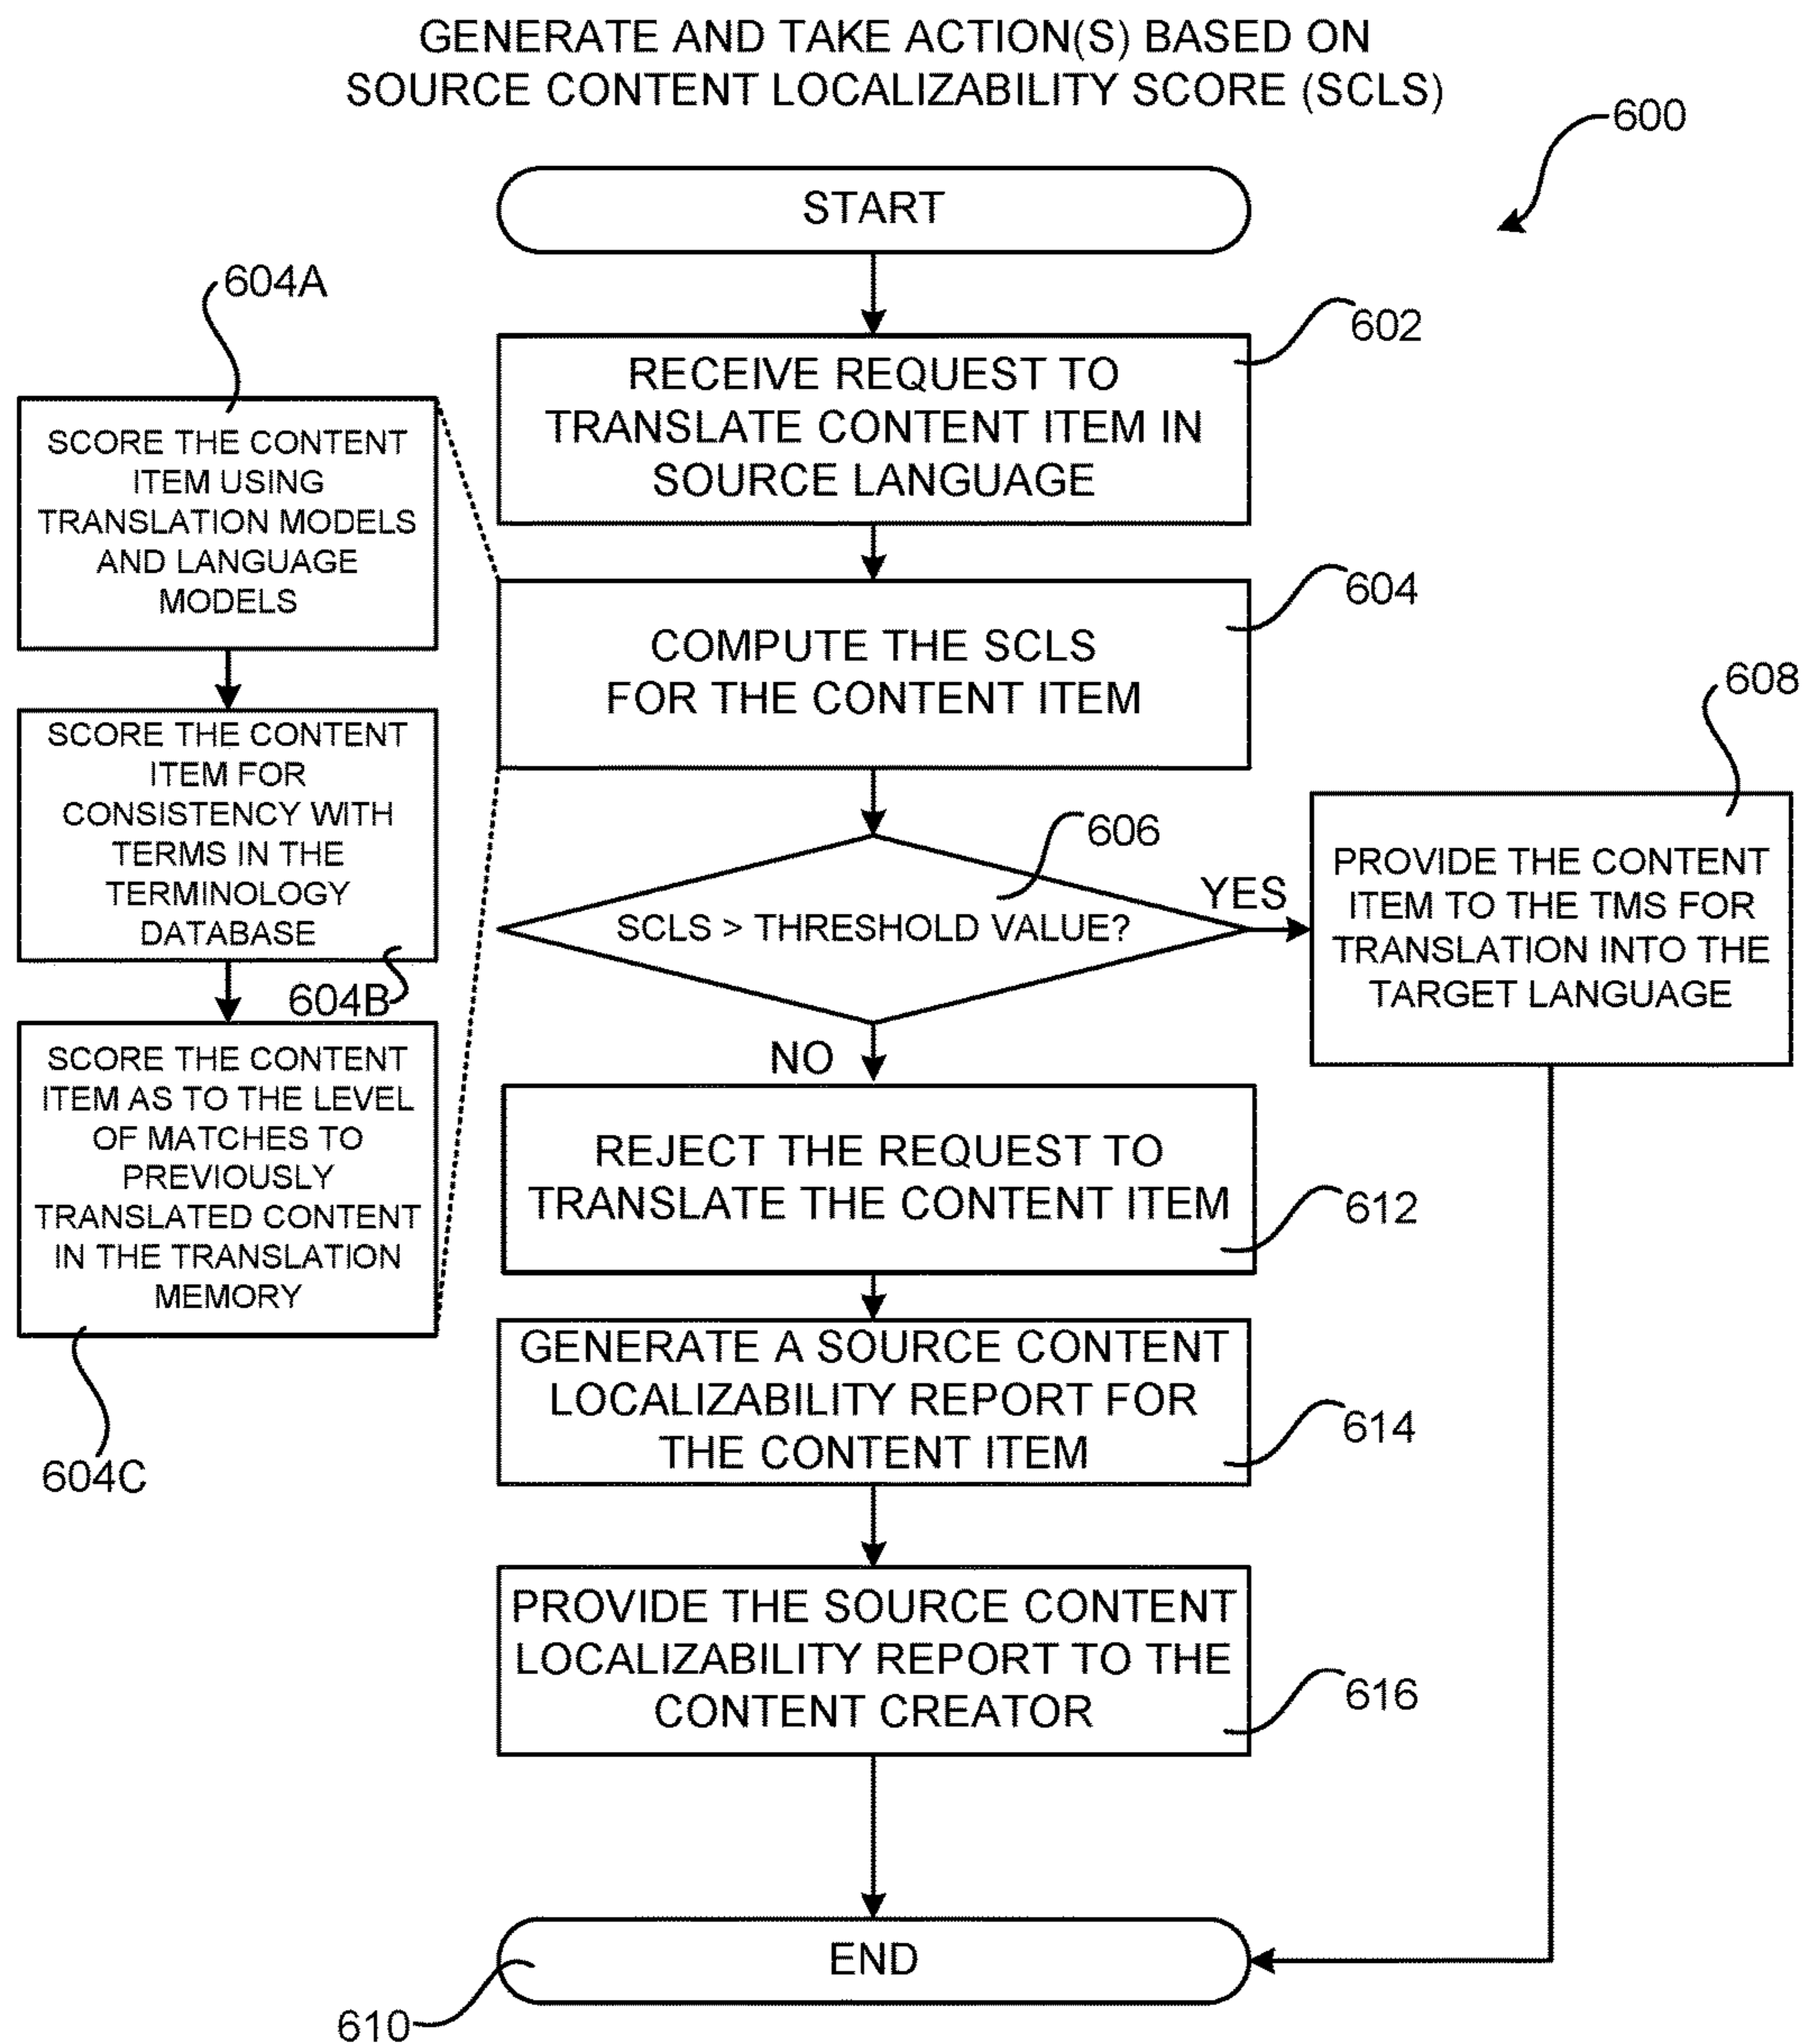 GENERATE AND TAKE ACTION(S) BASED ON
SOURCE CONTENT LOCALIZABILITY SCORE (SCLS)
600
START
602
RECEIVE REQUEST TO
TRANSLATE CONTENT ITEM IN
SOURCE LANGUAGE
604
COMPUTE THE SCLS
FOR THE CONTENT ITEM
604A
SCORE THE CONTENT
ITEM USING
TRANSLATION MODELS
AND LANGUAGE
MODELS
SCORE THE CONTENT
ITEM FOR
CONSISTENCY WITH
TERMS IN THE
TERMINOLOGY
DATABASE
604B
SCORE THE CONTENT
ITEM AS TO THE LEVEL
OF MATCHES TO
PREVIOUSLY
TRANSLATED CONTENT
IN THE TRANSLATION
MEMORY
604C
606
SCLS > THRESHOLD VALUE?
YES
608
PROVIDE THE CONTENT
ITEM TO THE TMS FOR
TRANSLATION INTO THE
TARGET LANGUAGE
NO
REJECT THE REQUEST TO
TRANSLATE THE CONTENT ITEM
612
GENERATE A SOURCE CONTENT
LOCALIZABILITY REPORT FOR
THE CONTENT ITEM
614
PROVIDE THE SOURCE CONTENT
LOCALIZABILITY REPORT TO THE
CONTENT CREATOR
616
END
610